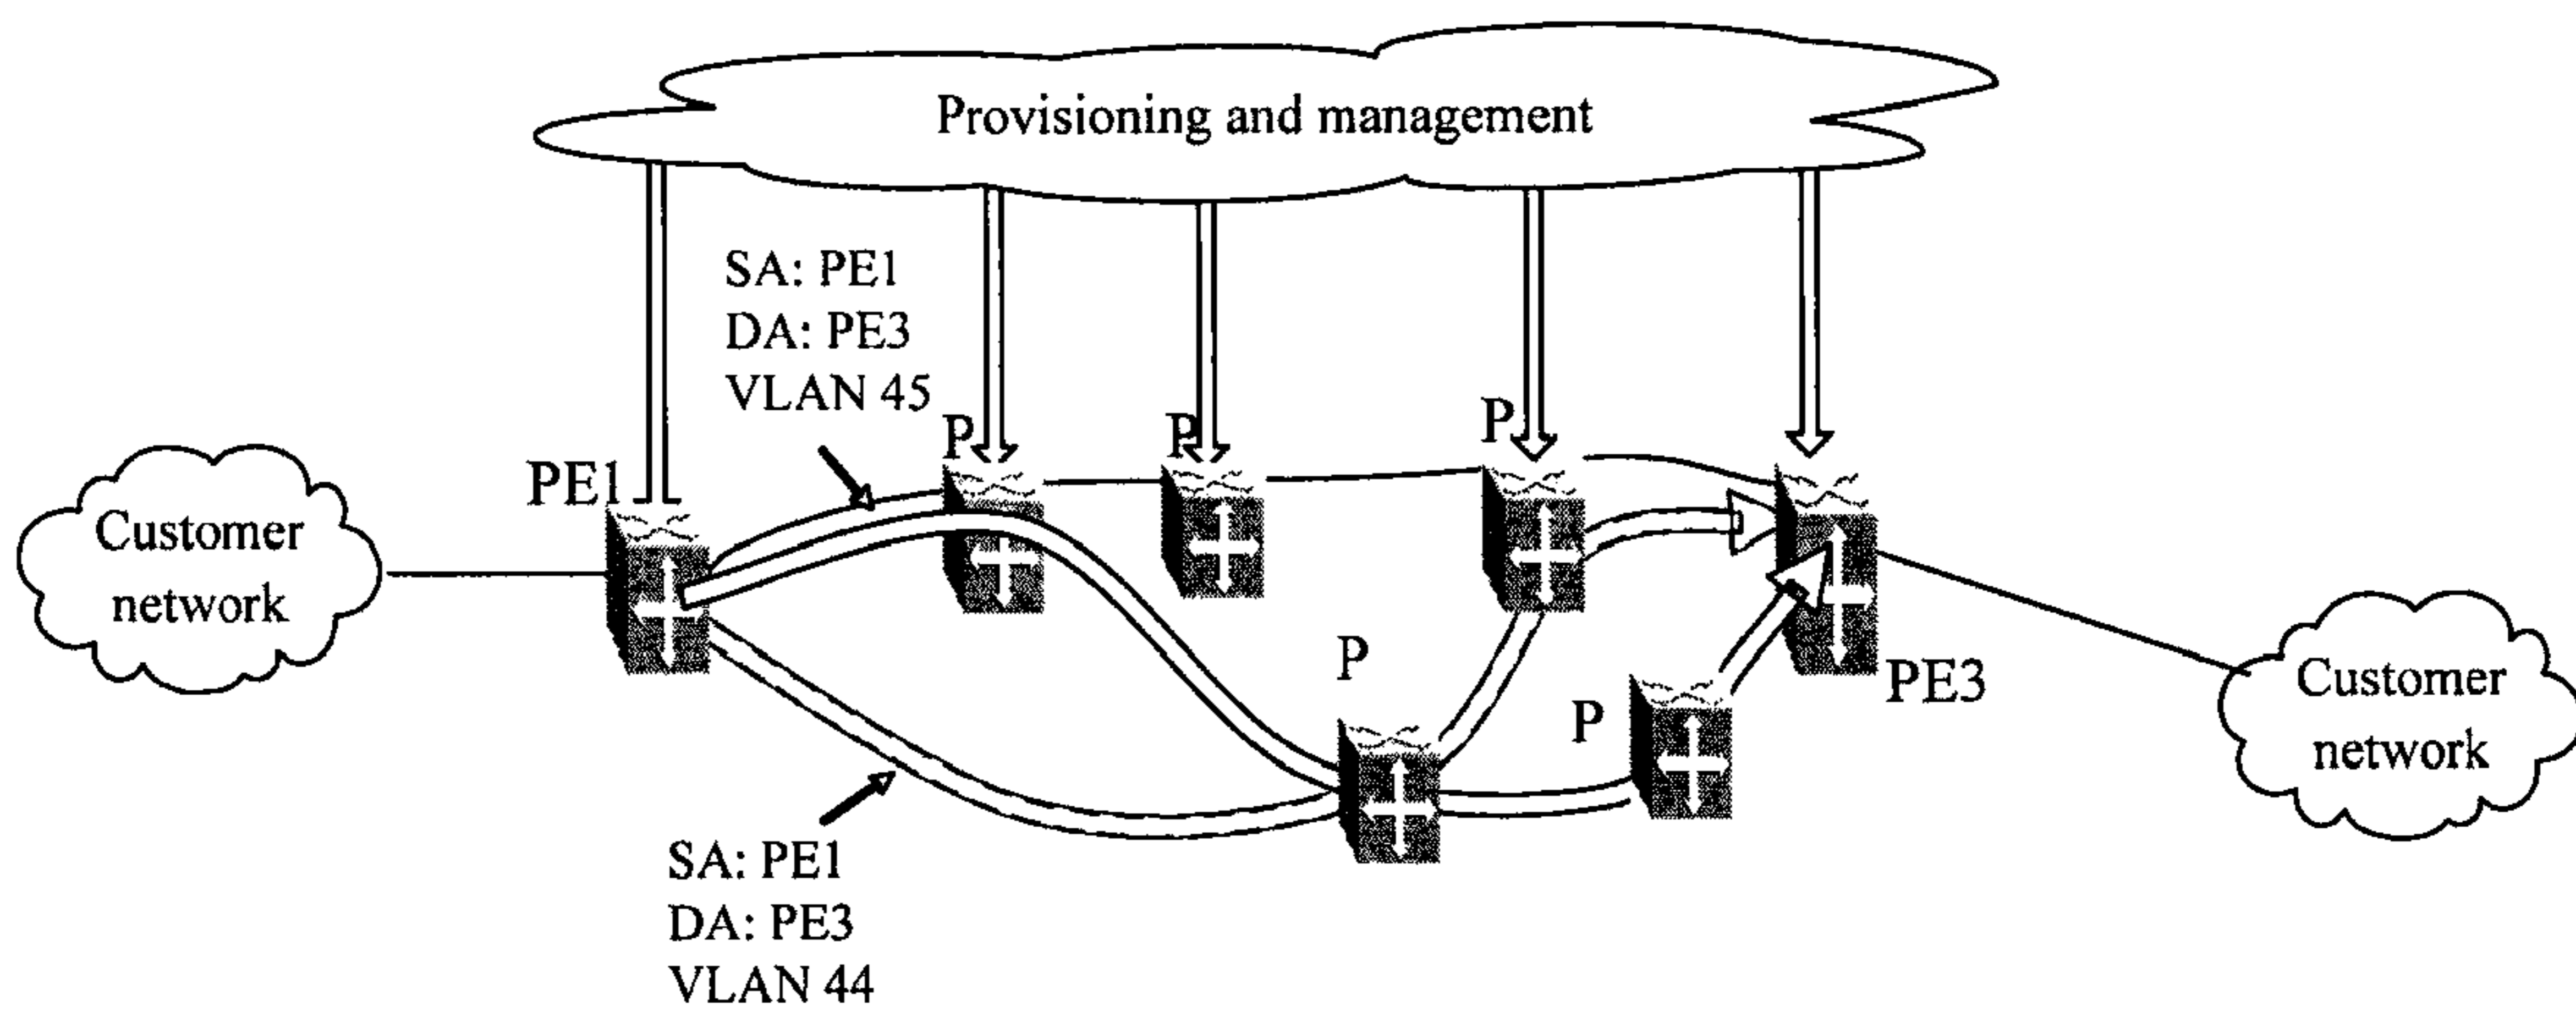 Provisioning and management
SA: PE1
DA: PE3
VLAN 45
P
P
P
PE1
Customer
network
P
P
PE3
Customer
network
SA: PE1
DA: PE3
VLAN 44